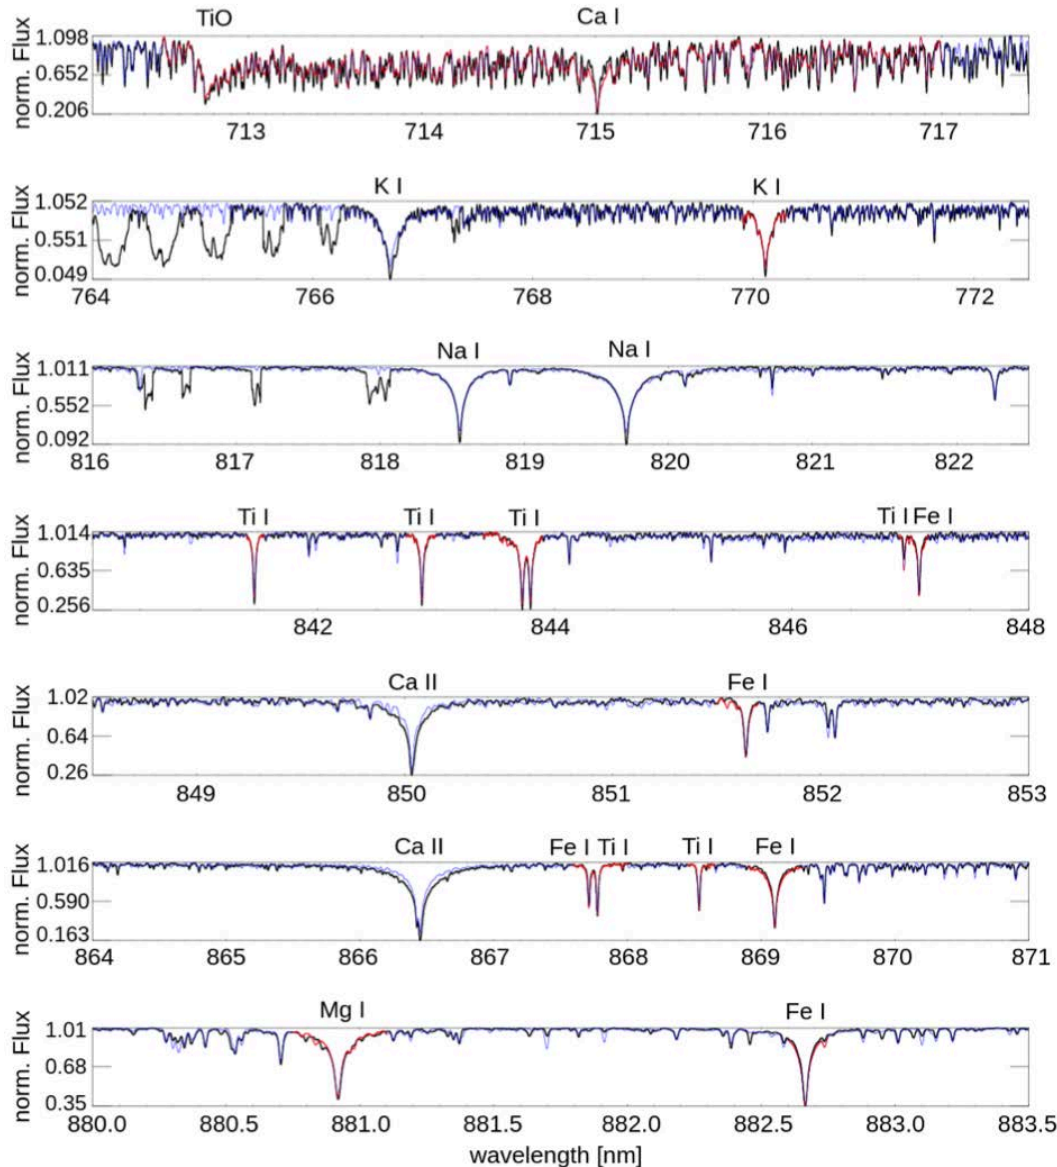 TiO Ca I
norm. Flux
1.098
0.652
0.206
713 714 715 716 717
K I K I
norm. Flux
1.052
0.551
0.049
764 766 768 770 772
Na I Na I
norm. Flux
1.011
0.552
0.092
816 817 818 819 820 821 822
Ti I Ti I Ti I Ti I Fe I
norm. Flux
1.014
0.635
0.256
842 844 846 848
Ca II Fe I
norm. Flux
1.02
0.64
0.26
849 850 851 852 853
Ca II Fe I Ti I Ti I Fe I
norm. Flux
1.016
0.590
0.163
864 865 866 867 868 869 870 871
Mg I Fe I
norm. Flux
1.01
0.68
0.35
880.0 880.5 881.0 881.5 882.0 882.5 883.0 883.5
wavelength [nm]